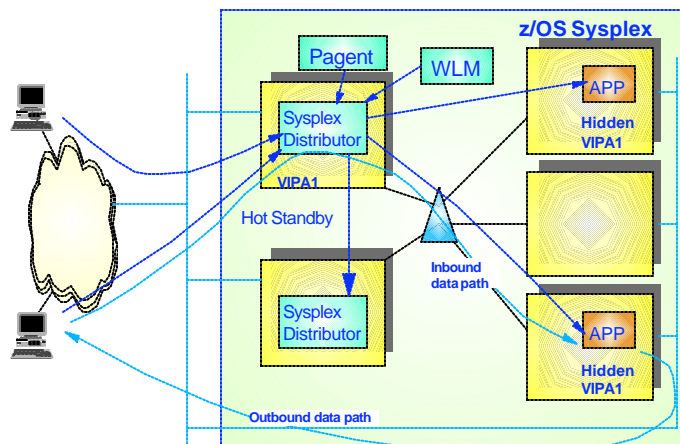 z/OS Sysplex
Pagent
WLM
APP
Sysplex
Distributor
Hidden
VIPA1
VIPA1
Hot Standby
Inbound
data path
Sysplex
Distributor
APP
Hidden
VIPA1
Outbound data path